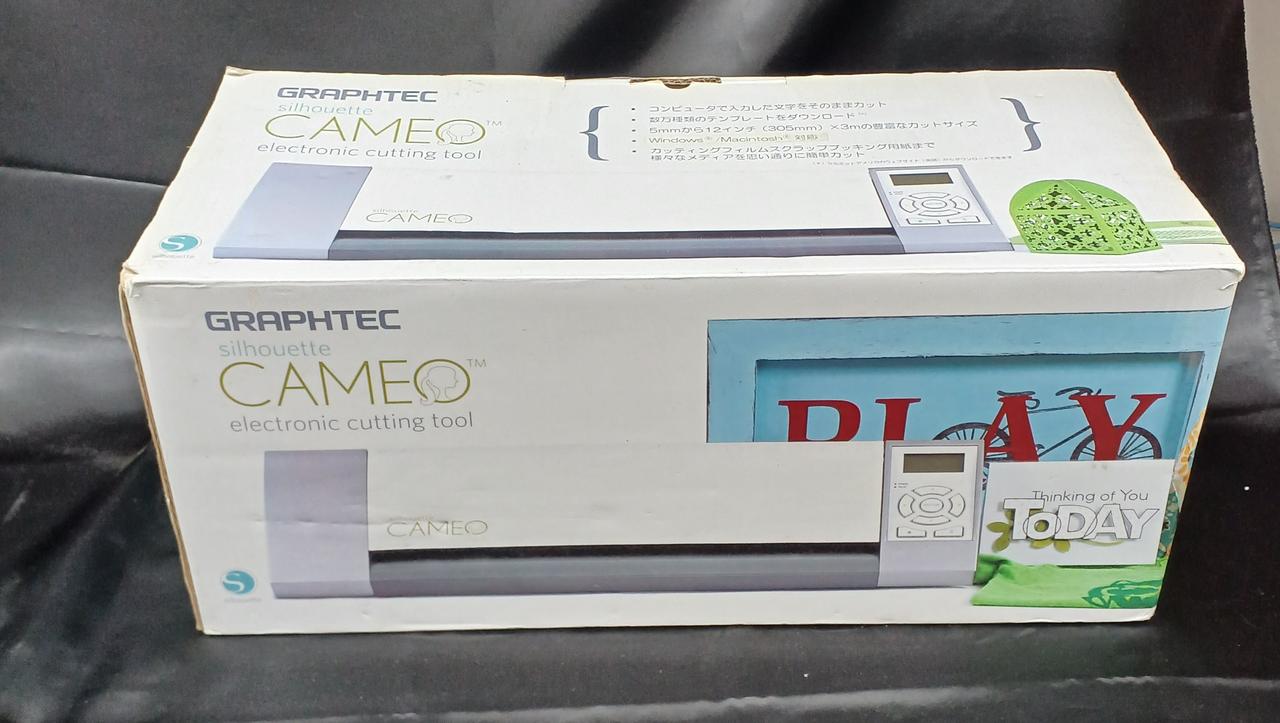 GRAPHTEC
silhouette
CAMEO™
electronic cutting tool
• コンピュータで入力した文字をそのままカット
• 数万種類のテンプレートをダウンロード
• 5mmから12インチ（305mm）×3mの豊富なカットサイズ
• Windows® /Macintosh® 対応
• カッティングフィルムスクラップブッキング用紙まで
様々なメディアを思い通りに簡単カット
silhouette
CAMEO
S
silhouette
GRAPHTEC
silhouette
CAMEO™
electronic cutting tool
PLAY
CAMEO
Thinking of You
ToDAY
S
silhouette